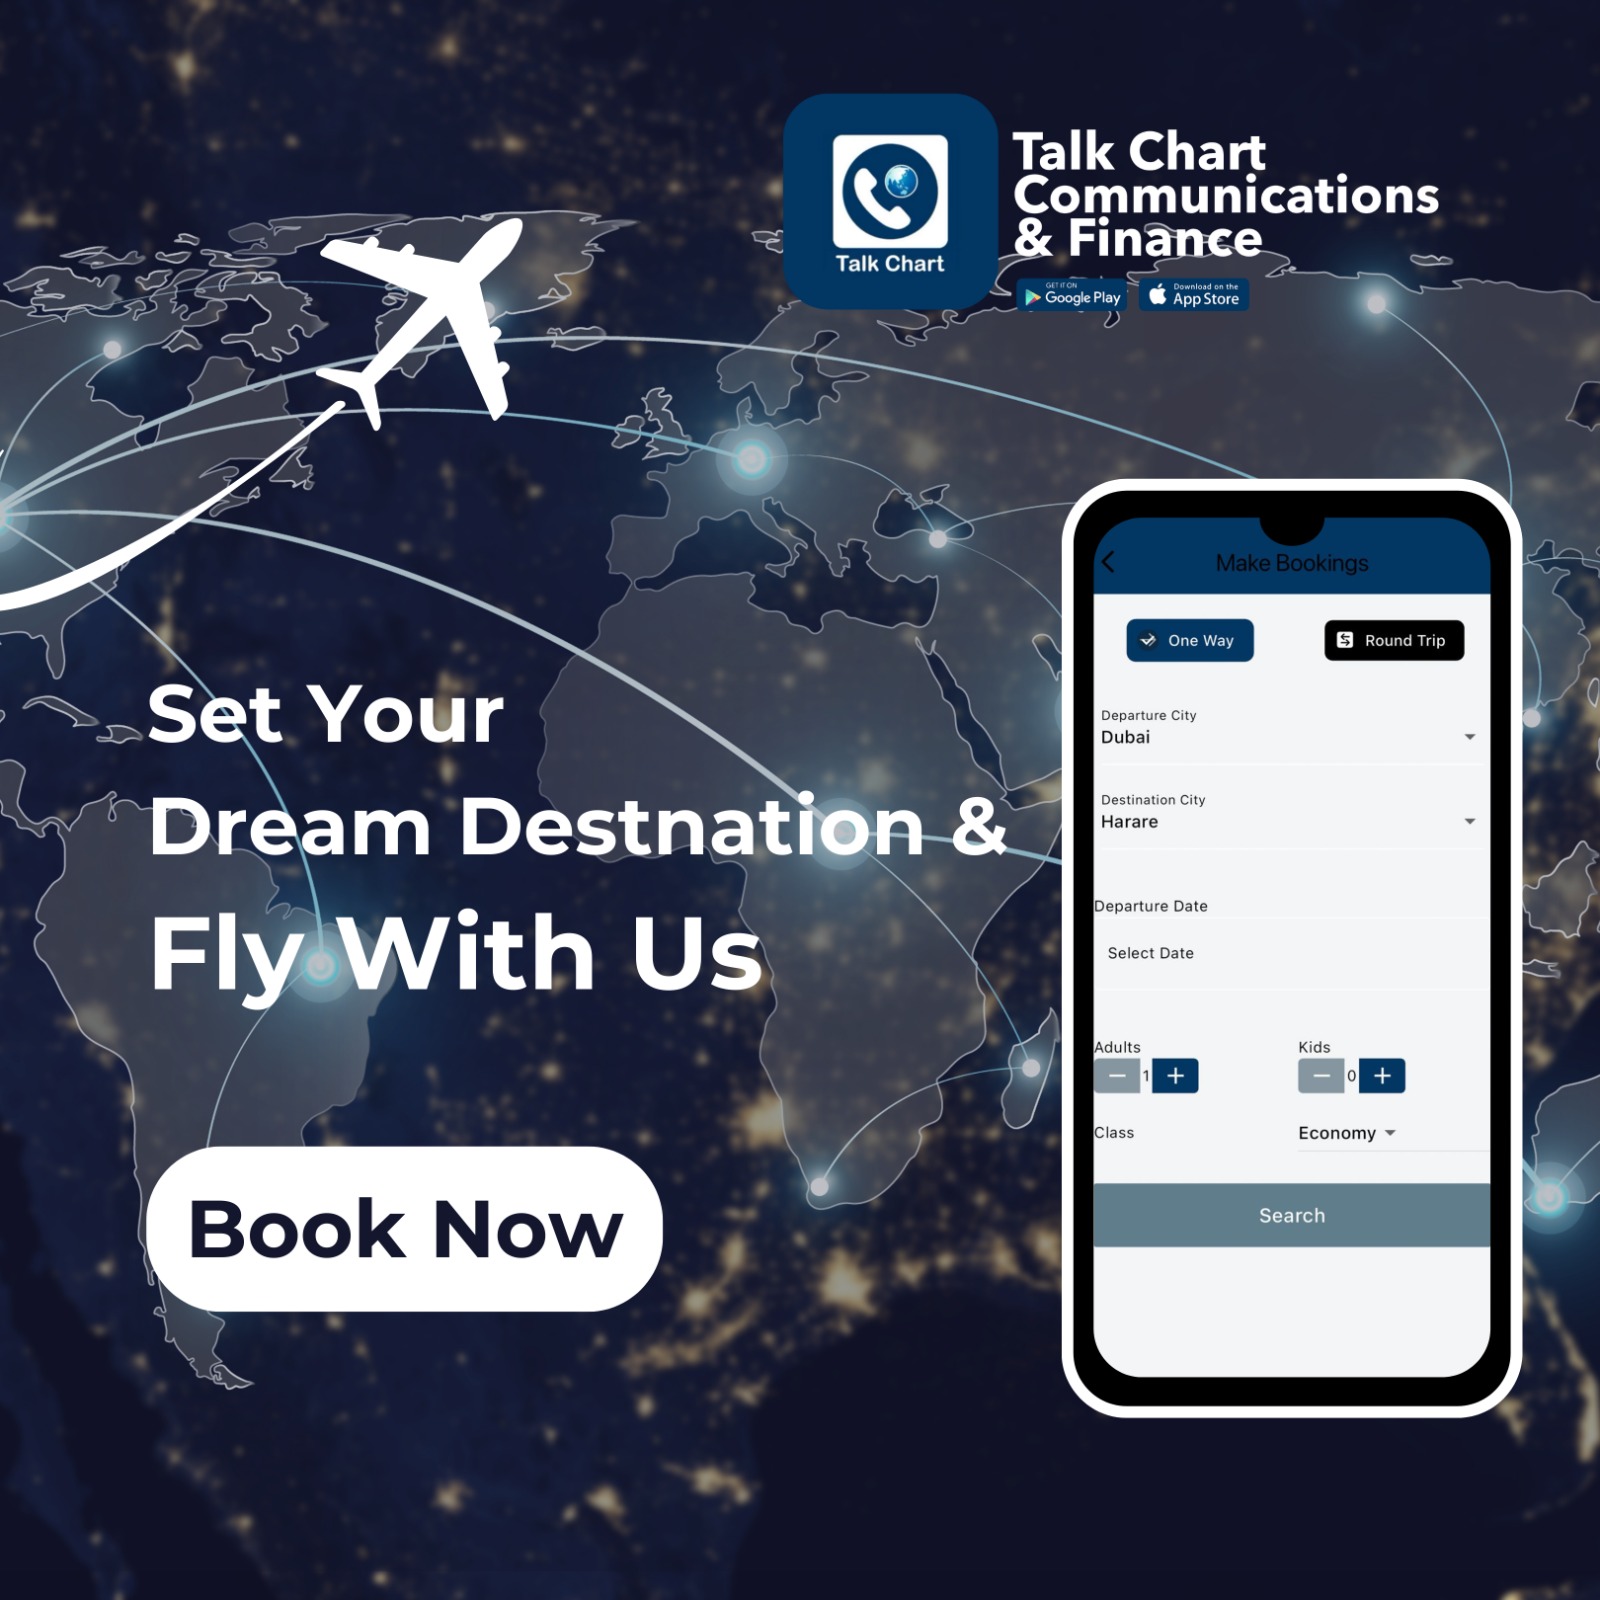 Talk Chart
Talk Chart
Communications
& Finance
GET IT ON
Google Play
Download on the
App Store
Set Your
Dream Destnation &
Fly With Us
Book Now
Make Bookings
One Way
Round Trip
Departure City
Dubai
Destination City
Harare
Departure Date
Select Date
Adults
Kids
− 1 +
− 0 +
Class
Economy
Search